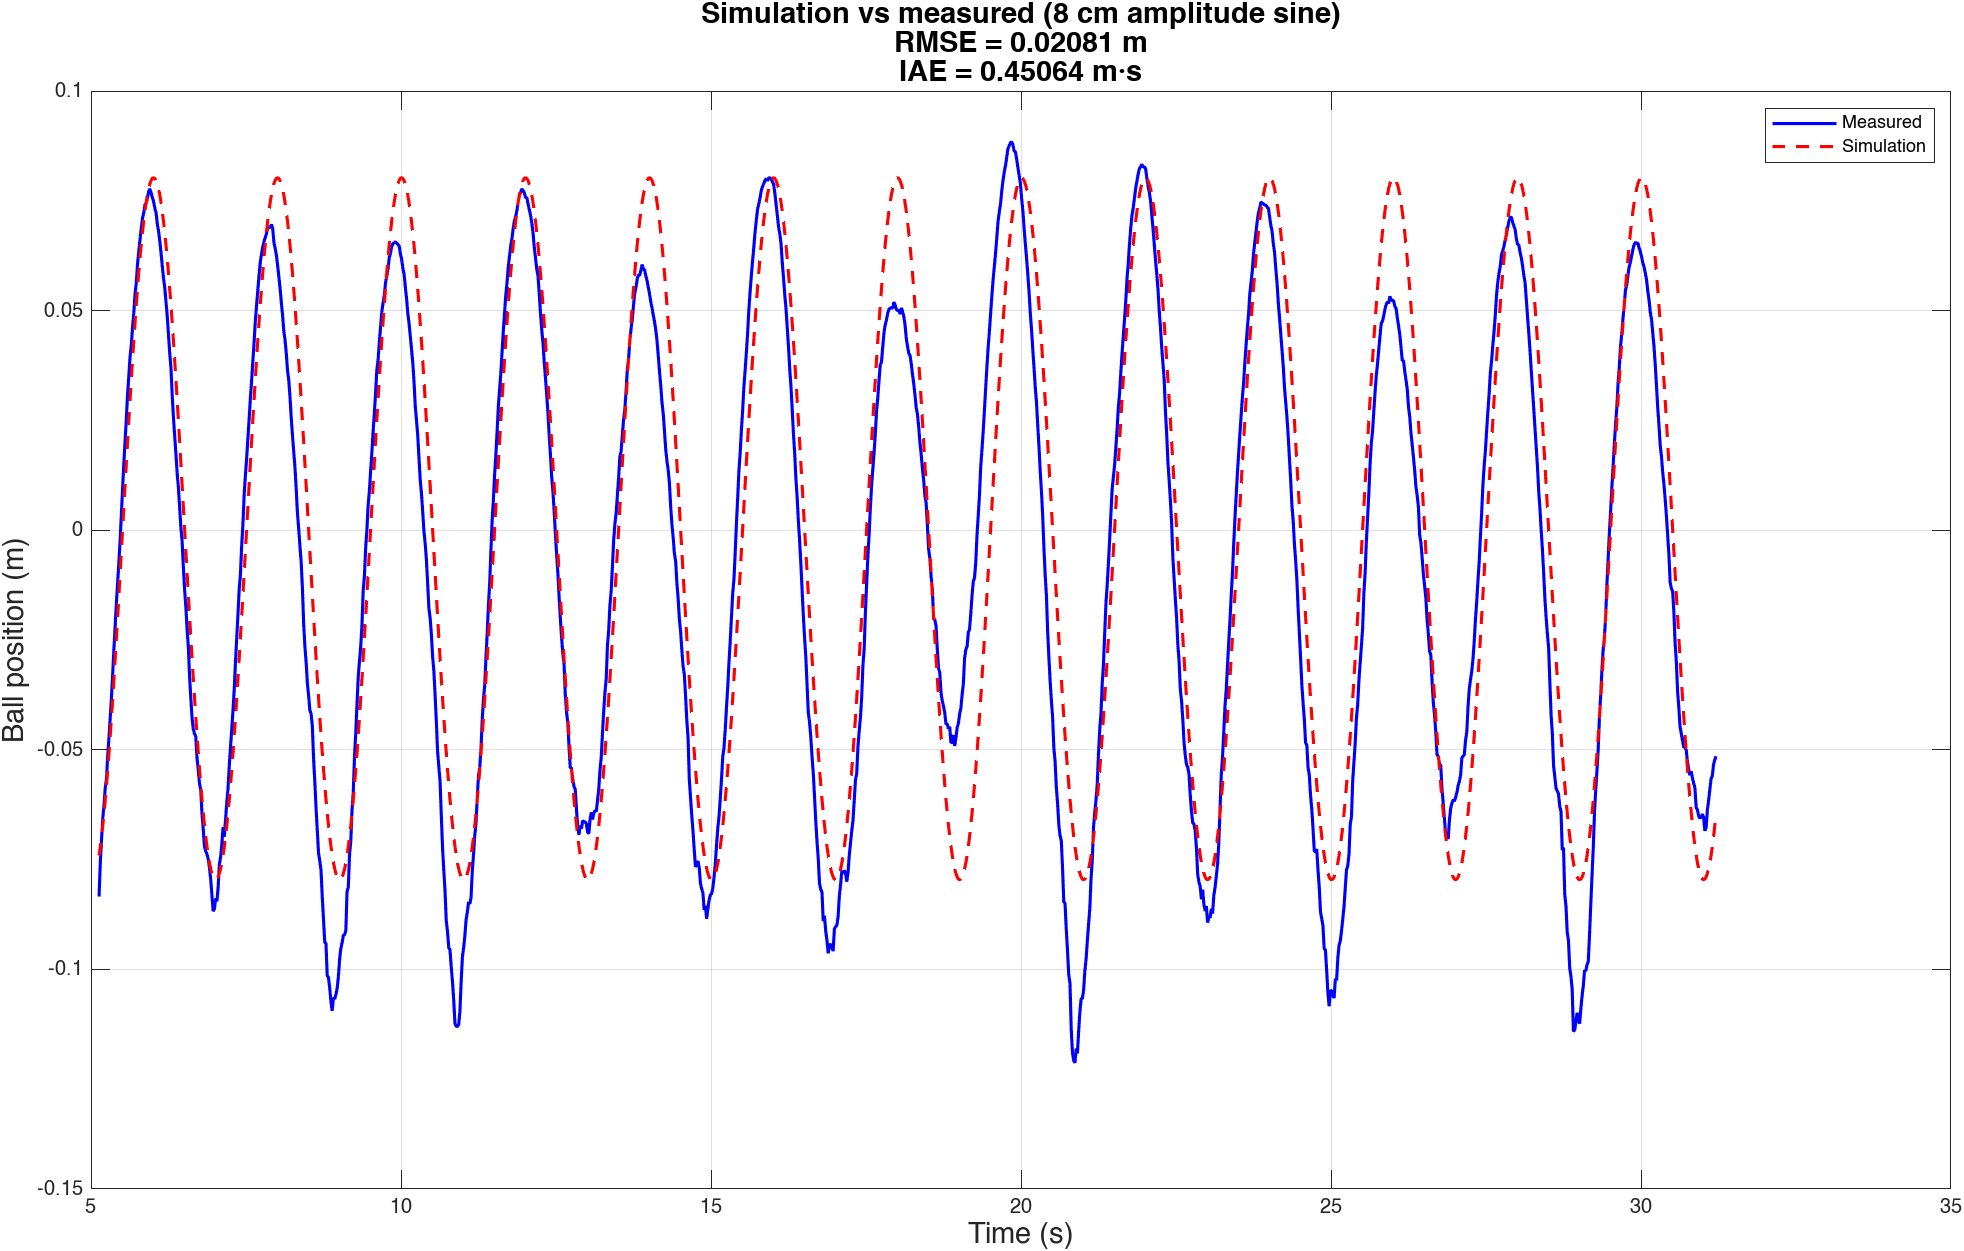 Simulation vs measured (8 cm amplitude sine)
RMSE = 0.02081 m
IAE = 0.45064 m·s
Measured
Simulation
0.1
0.05
0
-0.05
-0.1
-0.15
Ball position (m)
5
10
15
20
25
30
35
Time (s)